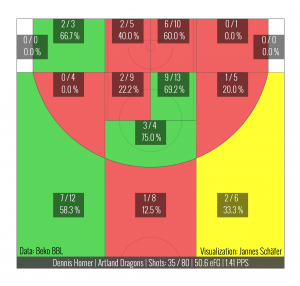 2 / 3
66.7 %
2 / 5
40.0 %
6 / 10
60.0 %
0 / 1
0.0 %
0 / 0
0.0 %
0 / 0
0.0 %
0 / 4
0.0 %
2 / 9
22.2 %
9 / 13
69.2 %
1 / 5
20.0 %
3 / 4
75.0 %
7 / 12
58.3 %
1 / 8
12.5 %
2 / 6
33.3 %
Data: Beko BBL
Visualization: Jannes Schäfer
Dennis Horner | Artland Dragons | Shots: 35 / 80 | 50.6 eFG | 1.41 PPS